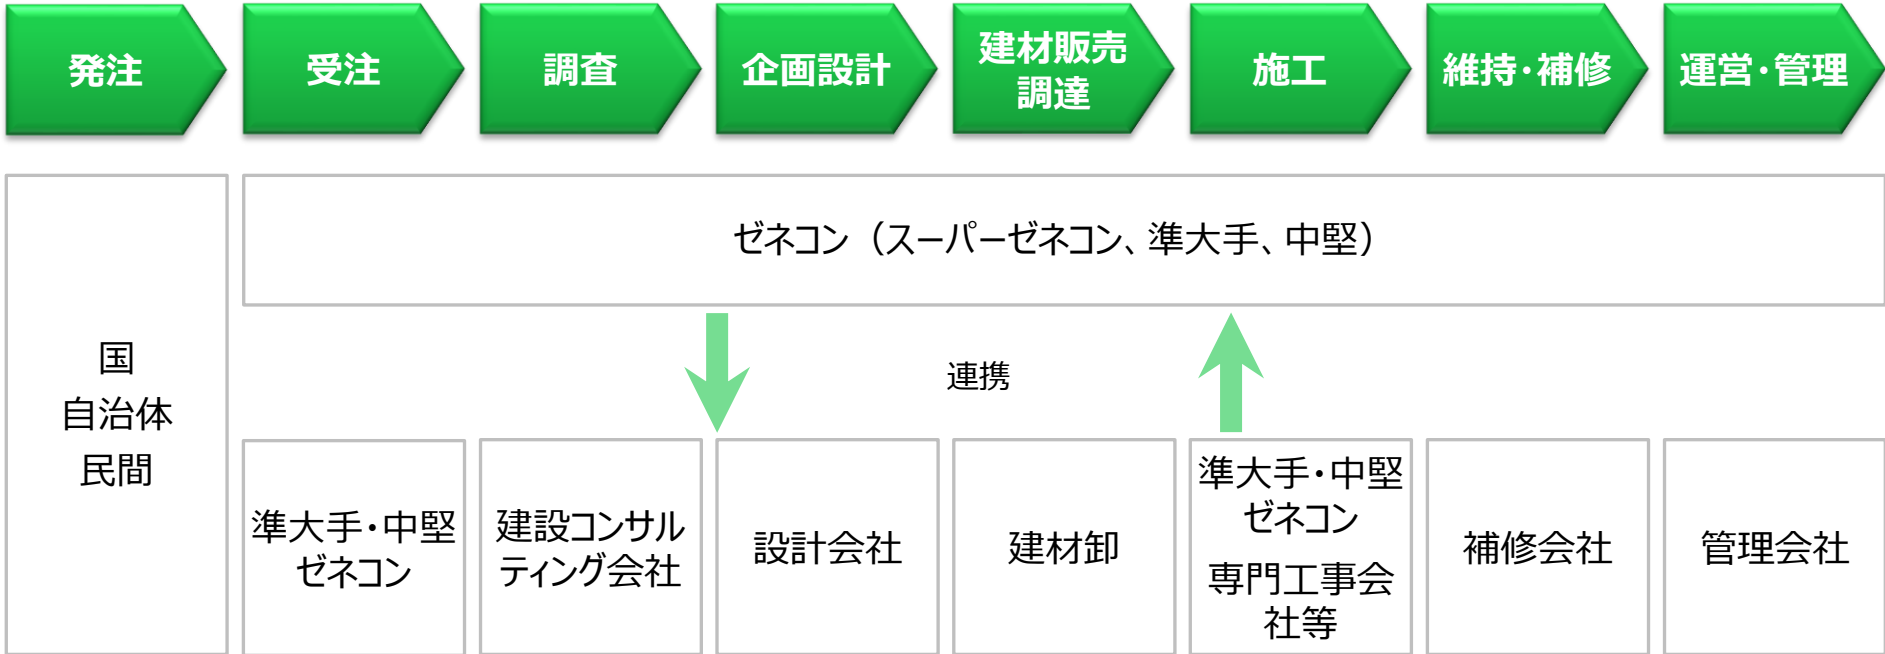 発注
受注
調査
企画設計
建材販売
調達
施工
維持・補修
運営・管理
国
自治体
民間
ゼネコン（スーパーゼネコン、準大手、中堅）
連携
準大手・中堅
ゼネコン
建設コンサル
ティング会社
設計会社
建材卸
準大手・中堅
ゼネコン
専門工事会
社等
補修会社
管理会社